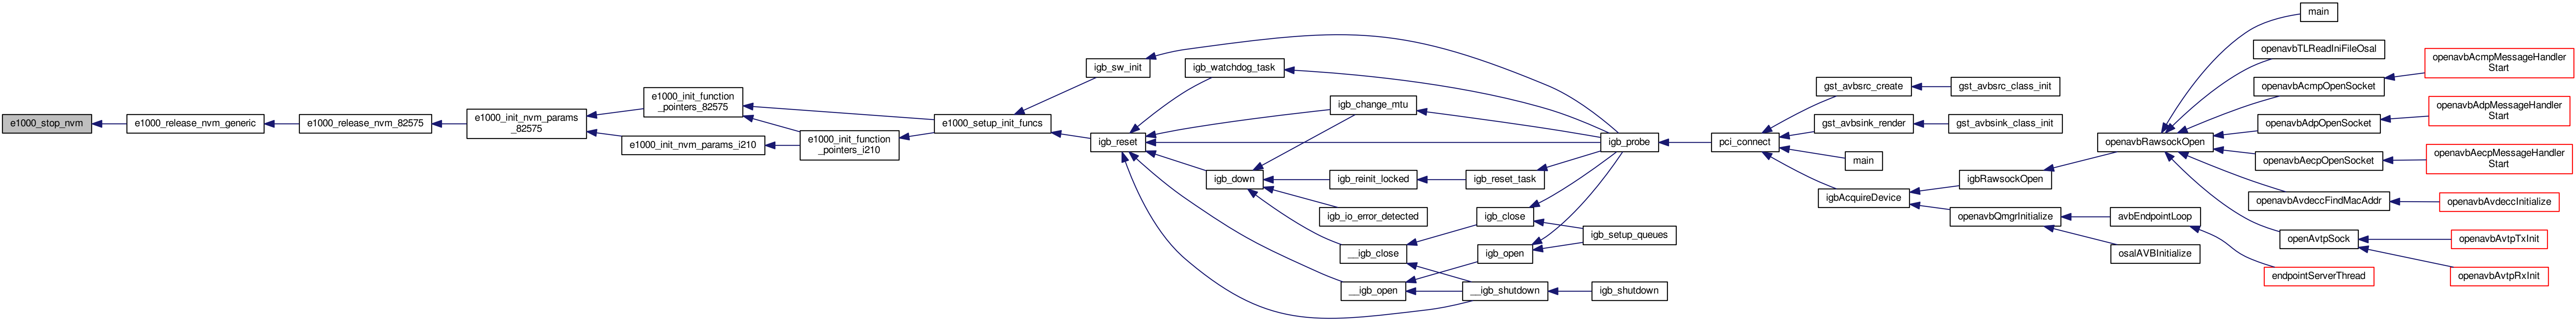 e1000_stop_nvm
e1000_release_nvm_generic
e1000_release_nvm_82575
e1000_init_nvm_params
_82575
e1000_init_function
_pointers_82575
e1000_init_nvm_params_i210
e1000_init_function
_pointers_i210
e1000_setup_init_funcs
igb_sw_init
igb_reset
igb_watchdog_task
igb_change_mtu
igb_down
igb_reinit_locked
igb_reset_task
igb_io_error_detected
__igb_close
igb_close
igb_setup_queues
igb_open
__igb_open
__igb_shutdown
igb_shutdown
igb_probe
pci_connect
gst_avbsrc_create
gst_avbsrc_class_init
gst_avbsink_render
gst_avbsink_class_init
main
igbAcquireDevice
igbRawsockOpen
openavbQmgrInitialize
avbEndpointLoop
osalAVBInitialize
endpointServerThread
openavbRawsockOpen
main
openavbTLReadIniFileOsal
openavbAcmpOpenSocket
openavbAcmpMessageHandler
Start
openavbAdpOpenSocket
openavbAdpMessageHandler
Start
openavbAecpOpenSocket
openavbAecpMessageHandler
Start
openavbAvdeccFindMacAddr
openavbAvdeccInitialize
openAvtpSock
openavbAvtpTxInit
openavbAvtpRxInit